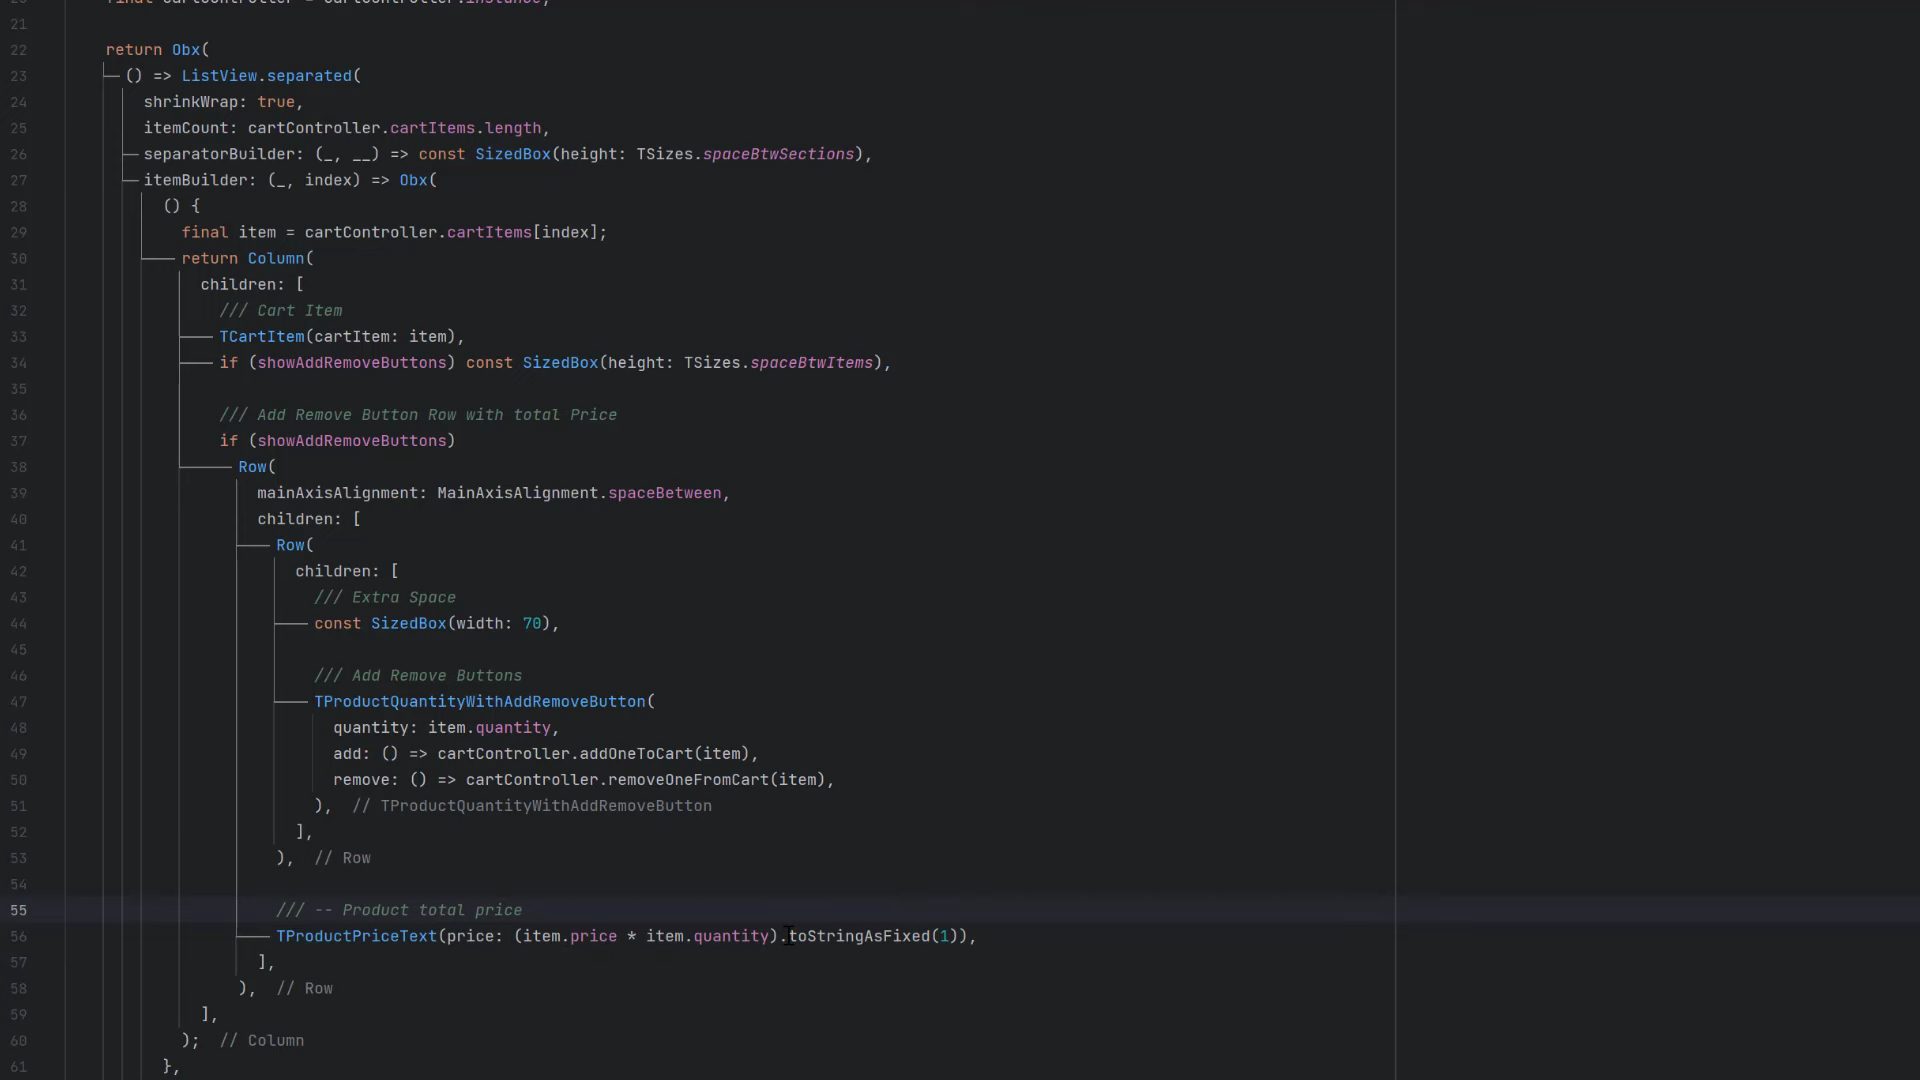 final cartController = CartController.instance;
21
22 return Obx(
23 () => ListView.separated(
24 shrinkWrap: true,
25 itemCount: cartController.cartItems.length,
26 separatorBuilder: (_, __) => const SizedBox(height: TSizes.spaceBtwSections),
27 itemBuilder: (_, index) => Obx(
28 () {
29 final item = cartController.cartItems[index];
30 return Column(
31 children: [
32 /// Cart Item
33 TCartItem(cartItem: item),
34 if (showAddRemoveButtons) const SizedBox(height: TSizes.spaceBtwItems),
35
36 /// Add Remove Button Row with total Price
37 if (showAddRemoveButtons)
38 Row(
39 mainAxisAlignment: MainAxisAlignment.spaceBetween,
40 children: [
41 Row(
42 children: [
43 /// Extra Space
44 const SizedBox(width: 70),
45
46 /// Add Remove Buttons
47 TProductQuantityWithAddRemoveButton(
48 quantity: item.quantity,
49 add: () => cartController.addOneToCart(item),
50 remove: () => cartController.removeOneFromCart(item),
51 ), // TProductQuantityWithAddRemoveButton
52 ],
53 ), // Row
54
55 /// -- Product total price
56 TProductPriceText(price: (item.price * item.quantity).toStringAsFixed(1)),
57 ],
58 ), // Row
59 ],
60 ); // Column
61 },